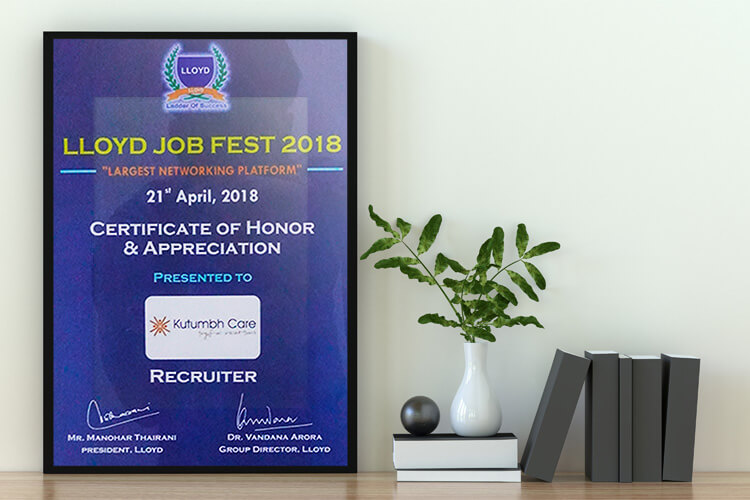 LLOYD
LLOYD
Ladder Of Success
LLOYD JOB FEST 2018
"LARGEST NETWORKING PLATFORM"
21st April, 2018
CERTIFICATE OF HONOR
& APPRECIATION
PRESENTED TO
Kutumbh Care
RECRUITER
MR. MANOHAR THAIRANI
PRESIDENT, LLOYD
DR. VANDANA ARORA
GROUP DIRECTOR, LLOYD